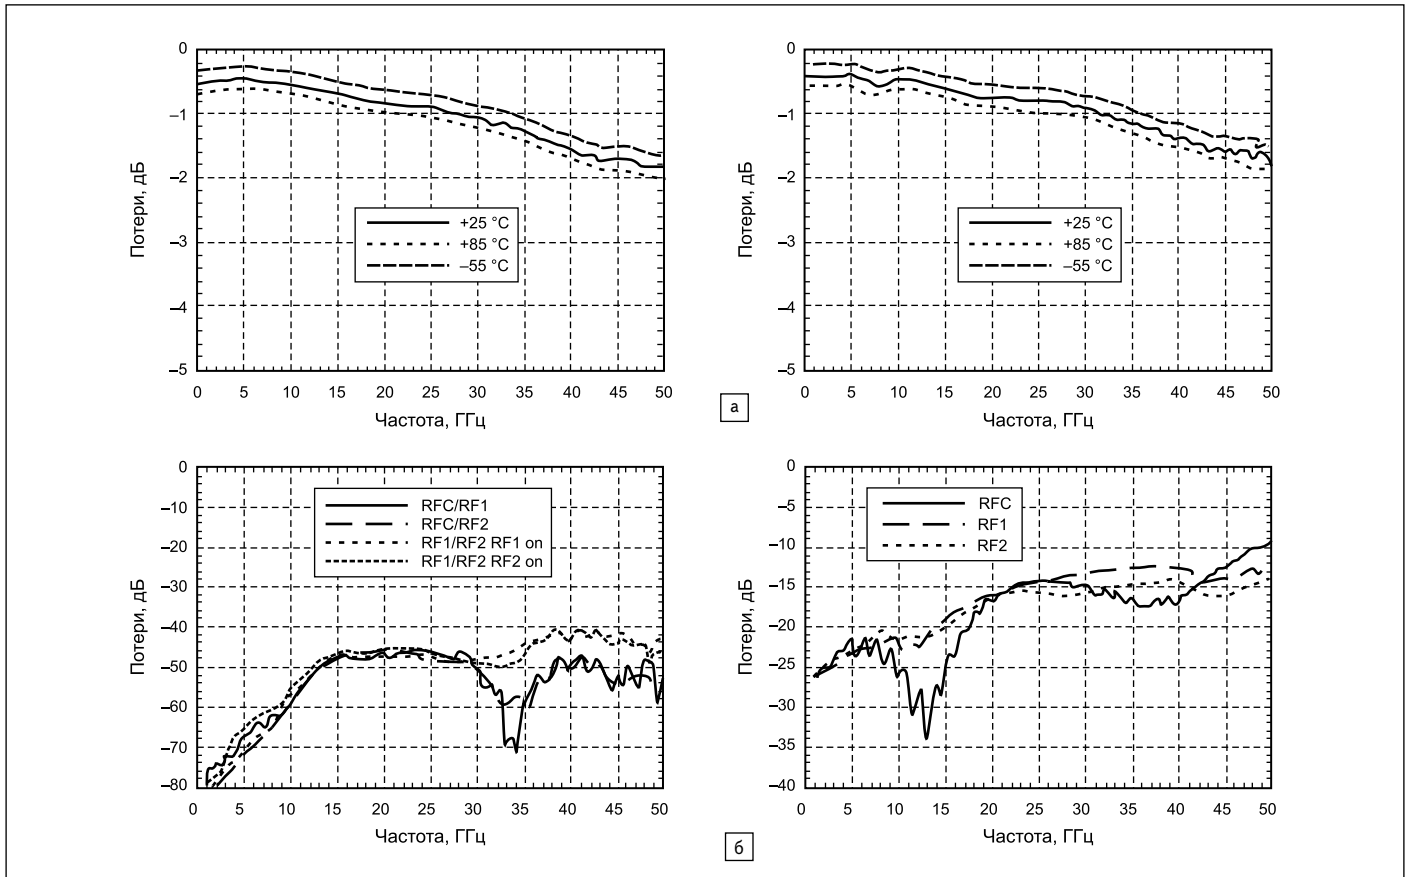 0
–1
–2
–3
–4
–5
Потери, дБ
+25 °C
+85 °C
–55 °C
0 5 10 15 20 25 30 35 40 45 50
Частота, ГГц
0
–1
–2
–3
–4
–5
Потери, дБ
+25 °C
+85 °C
–55 °C
0 5 10 15 20 25 30 35 40 45 50
Частота, ГГц
а
0
–10
–20
–30
–40
–50
–60
–70
–80
Потери, дБ
RFC/RF1
RFC/RF2
RF1/RF2 RF1 on
RF1/RF2 RF2 on
0 5 10 15 20 25 30 35 40 45 50
Частота, ГГц
0
–5
–10
–15
–20
–25
–30
–35
–40
Потери, дБ
RFC
RF1
RF2
0 5 10 15 20 25 30 35 40 45 50
Частота, ГГц
б